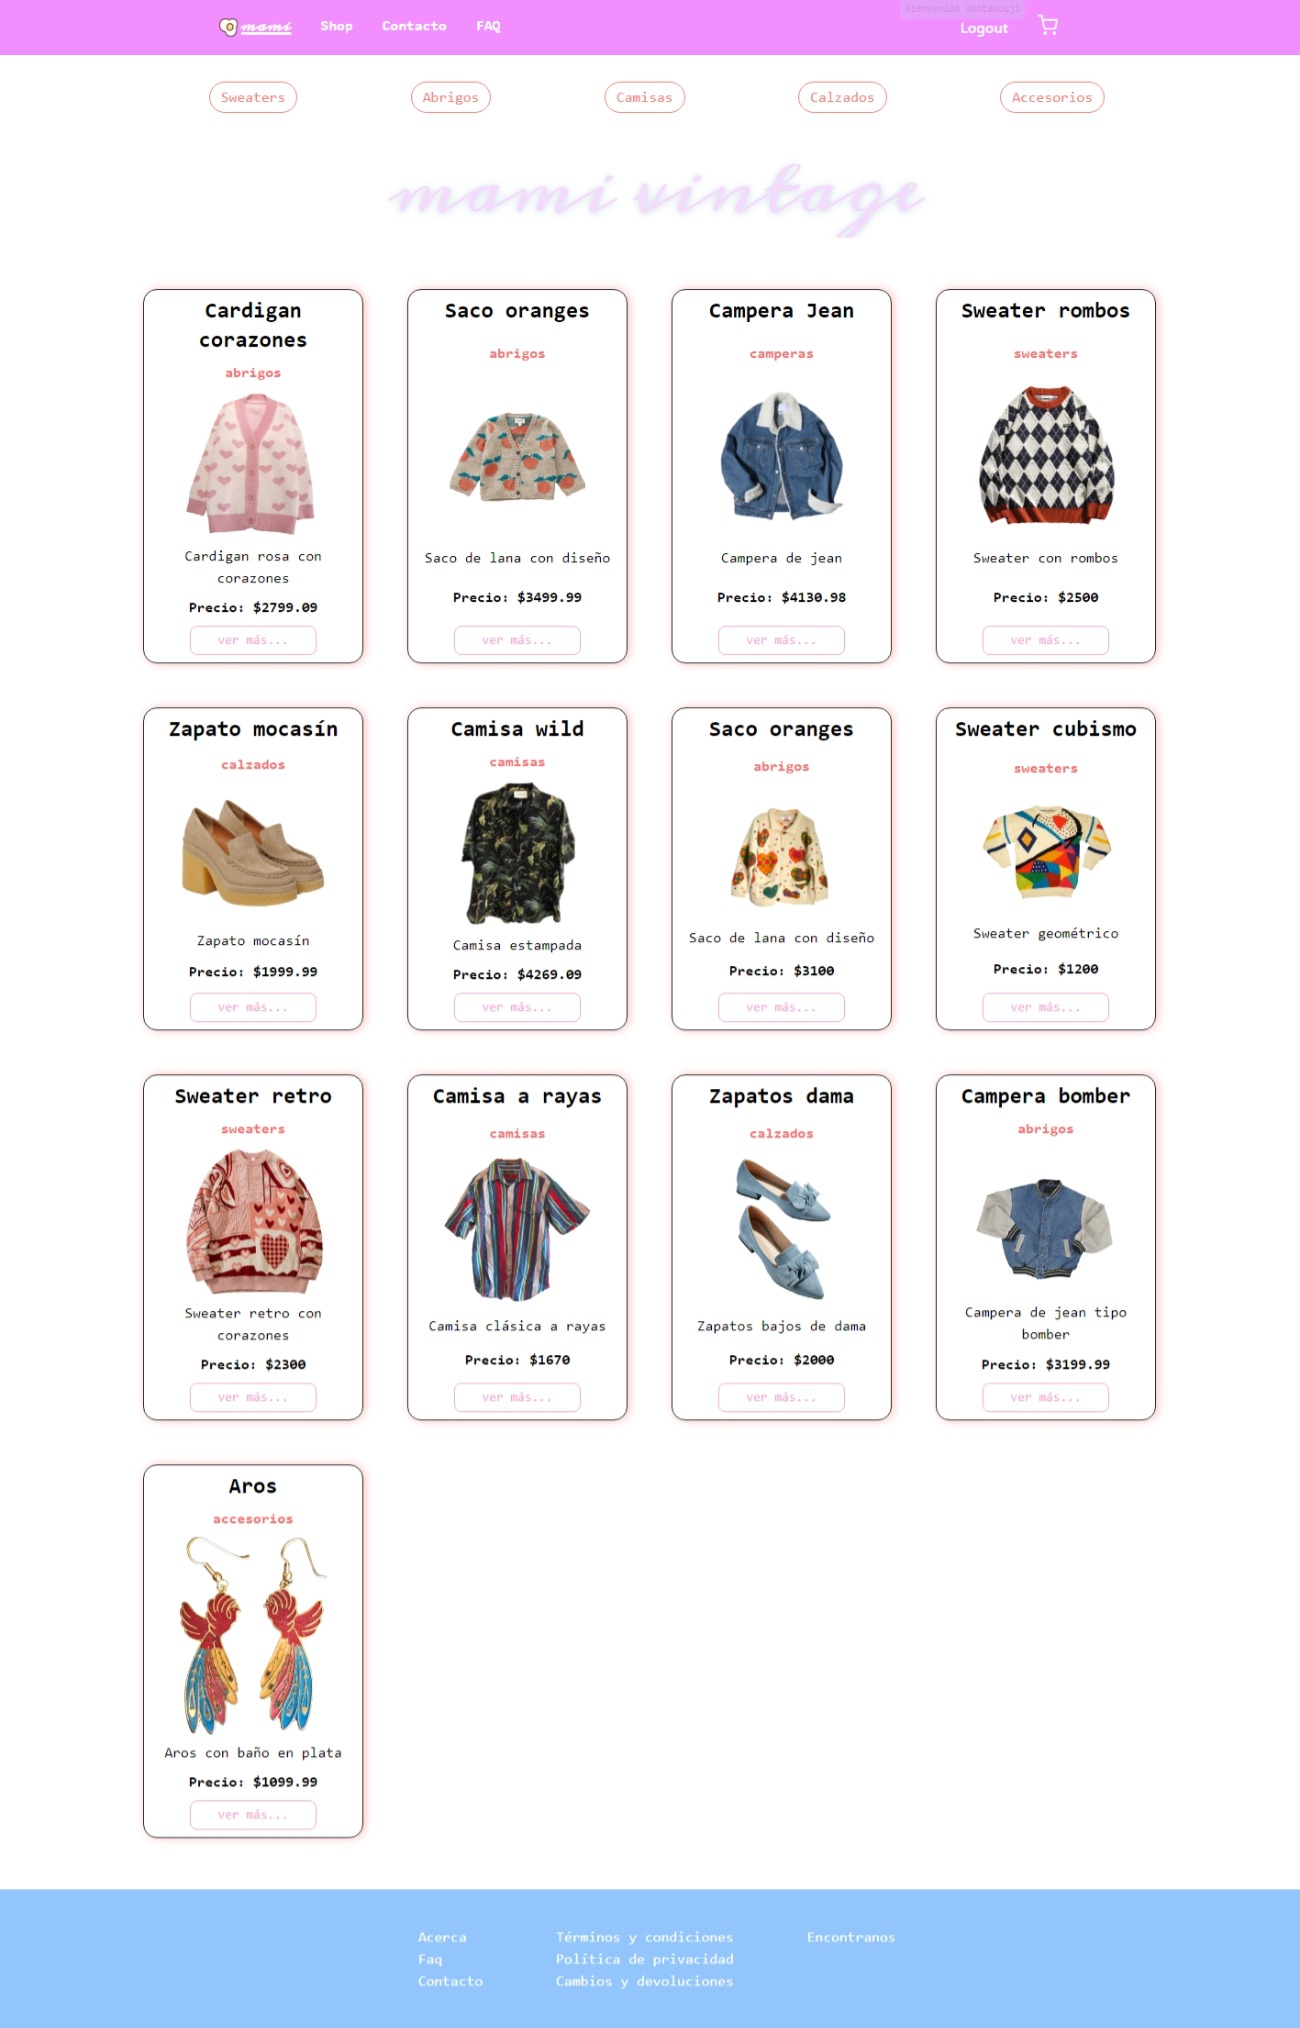 mami Shop Contacto FAQ
Bienvenido
Logout
Sweaters Abrigos Camisas Calzados Accesorios
mami vintage
Cardigan
corazones
abrigos
Cardigan rosa con
corazones
Precio: $2799.09
ver más...
Saco oranges
abrigos
Saco de lana con diseño
Precio: $3499.99
ver más...
Campera Jean
camperas
Campera de jean
Precio: $4130.98
ver más...
Sweater rombos
sweaters
Sweater con rombos
Precio: $2500
ver más...
Zapato mocasín
calzados
Zapato mocasín
Precio: $1999.99
ver más...
Camisa wild
camisas
Camisa estampada
Precio: $4269.09
ver más...
Saco oranges
abrigos
Saco de lana con diseño
Precio: $3100
ver más...
Sweater cubismo
sweaters
Sweater geométrico
Precio: $1200
ver más...
Sweater retro
sweaters
Sweater retro con
corazones
Precio: $2300
ver más...
Camisa a rayas
camisas
Camisa clásica a rayas
Precio: $1670
ver más...
Zapatos dama
calzados
Zapatos bajos de dama
Precio: $2000
ver más...
Campera bomber
abrigos
Campera de jean tipo
bomber
Precio: $3199.99
ver más...
Aros
accesorios
Aros con baño en plata
Precio: $1099.99
ver más...
Acerca
Faq
Contacto
Términos y condiciones
Política de privacidad
Cambios y devoluciones
Encontranos